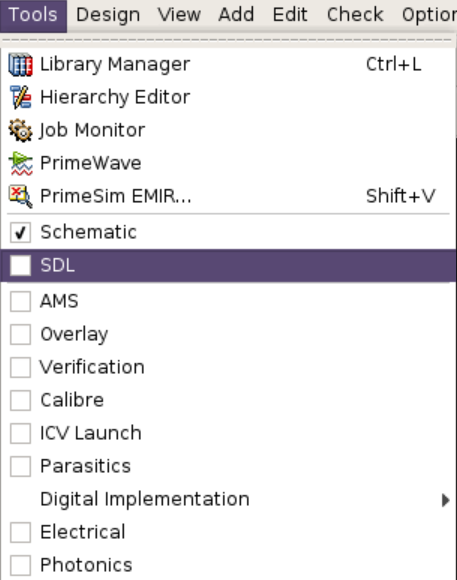 Tools Design View Add Edit Check Option
Library Manager Ctrl+L
Hierarchy Editor
Job Monitor
PrimeWave
PrimeSim EMIR... Shift+V
Schematic
SDL
AMS
Overlay
Verification
Calibre
ICV Launch
Parasitics
Digital Implementation
Electrical
Photonics